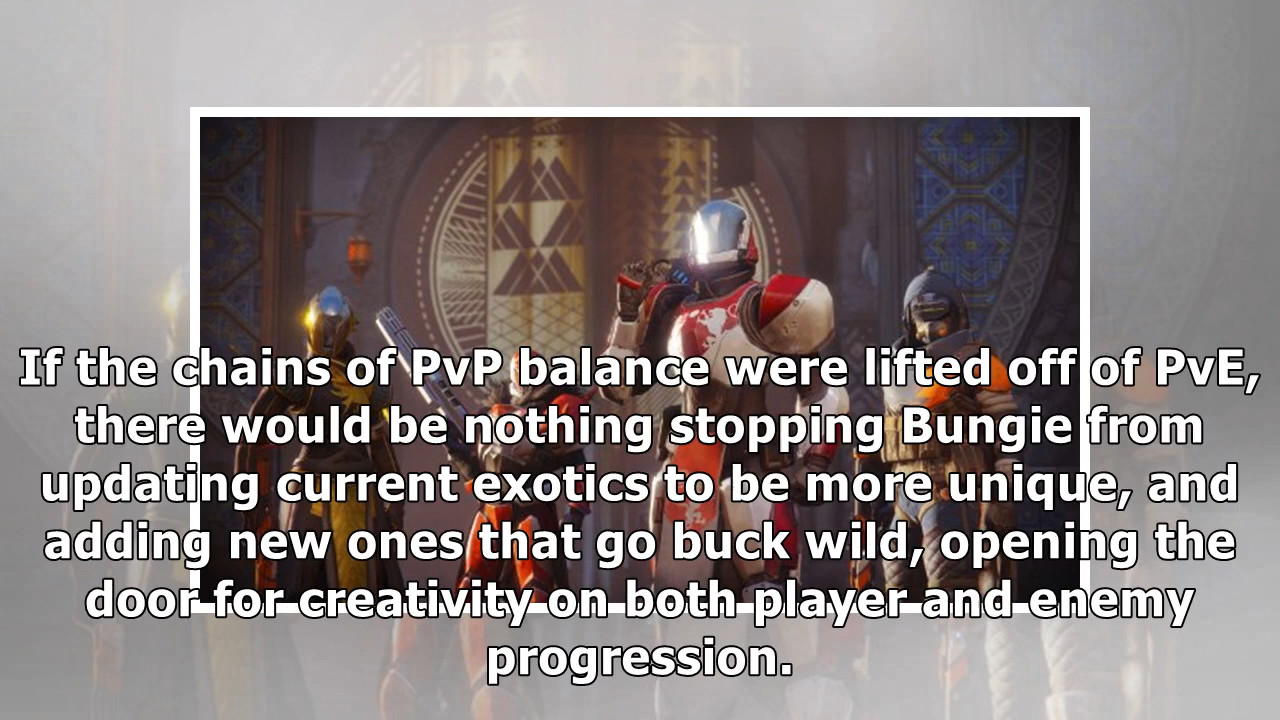 If the chains of PvP balance were lifted off of PvE,
there would be nothing stopping Bungie from
updating current exotics to be more unique, and
adding new ones that go buck wild, opening the
door for creativity on both player and enemy
progression.